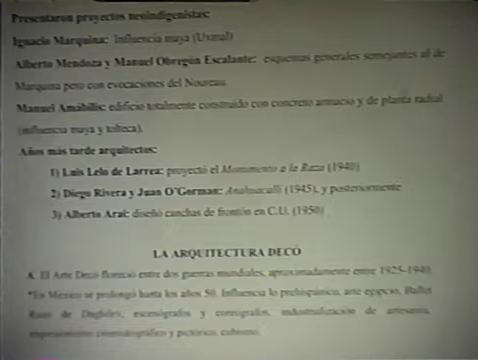 Presentaron proyectos neoindigenistas:
Ignacio Marquina: Influencia maya (Uxmal)
Alberto Mendoza y Manuel Obregón Escalante: esquemas generales semejantes al de
Marquina pero con evocaciones del Nouveau.
Manuel Amábilis: edificio totalmente construido con concreto armado y de planta radial
(influencia maya y tolteca).
Años más tarde arquitectos:
1) Luis Lelo de Larrea: proyectó el Monumento a la Raza (1940)
2) Diego Rivera y Juan O'Gorman: Anahuacalli (1945), y posteriormente
3) Alberto Arai: diseñó canchas de frontón en C.U. (1950)
LA ARQUITECTURA DECÓ
A. El Arte Decó floreció entre dos guerras mundiales, aproximadamente entre 1925-1940.
*En México se prolongó hasta los años 50. Influencia lo prehispánico, arte egipcio, Ballet
Ruso de escenógrafos y industrialización de artesanía,
cinematográfico y pictórico, cubismo.